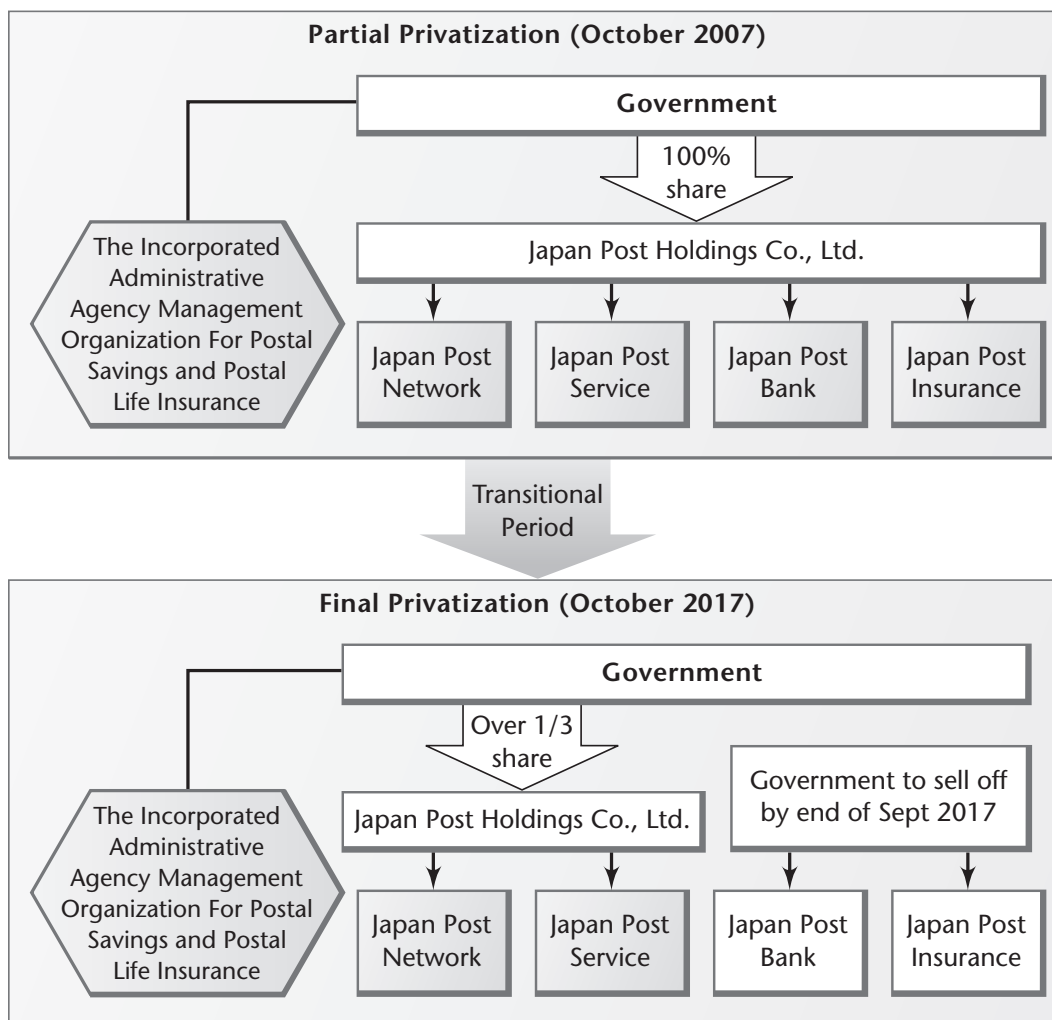 Partial Privatization (October 2007)
Government
100%
share
The Incorporated
Administrative
Agency Management
Organization For Postal
Savings and Postal
Life Insurance
Japan Post Holdings Co., Ltd.
Japan Post
Network
Japan Post
Service
Japan Post
Bank
Japan Post
Insurance
Transitional
Period
Final Privatization (October 2017)
Government
Over 1/3
share
Government to sell off
by end of Sept 2017
The Incorporated
Administrative
Agency Management
Organization For Postal
Savings and Postal
Life Insurance
Japan Post Holdings Co., Ltd.
Japan Post
Network
Japan Post
Service
Japan Post
Bank
Japan Post
Insurance